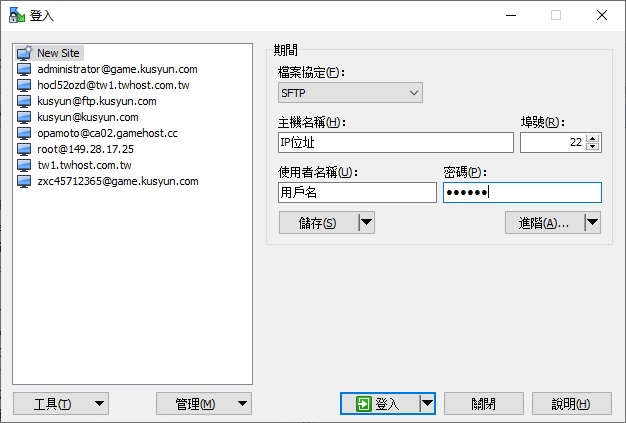 登入
New Site
administrator@game.kusyun.com
hocl52ozd@tw1.twhost.com.tw
kusyun@ftp.kusyun.com
kusyun@kusyun.com
opamoto@ca02.gamehost.cc
root@149.28.17.25
tw1.twhost.com.tw
zxc45712365@game.kusyun.com
期間
檔案協定(F):
SFTP
主機名稱(H): 埠號(R):
IP位址 22
使用者名稱(U): 密碼(P):
用戶名 ••••••
儲存(S) 進階(A)...
工具(T) 管理(M) 登入 關閉 說明(H)